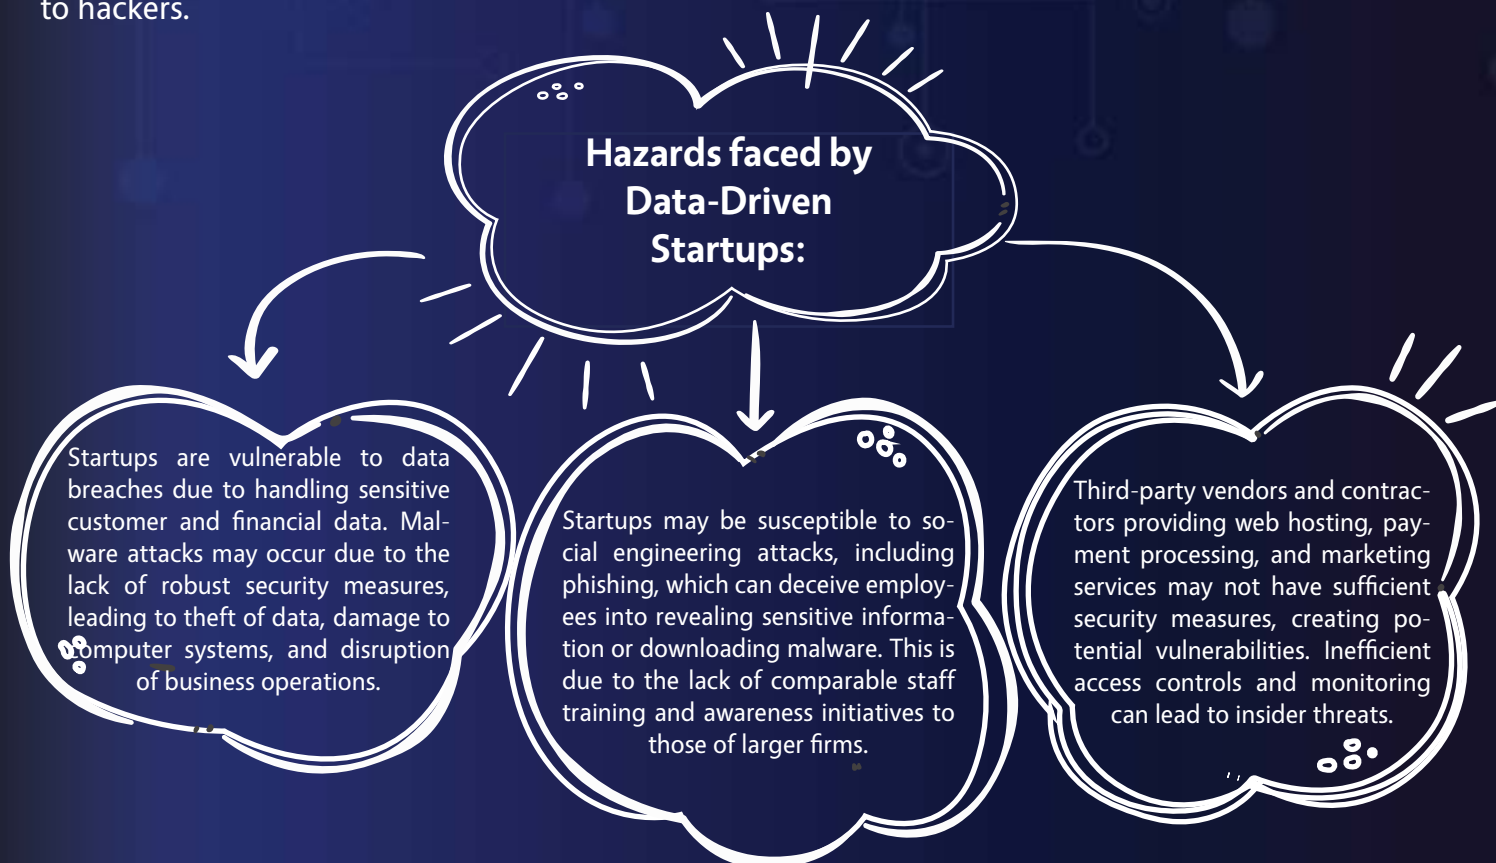 to hackers.
Hazards faced by
Data-Driven
Startups:
Startups are vulnerable to data
breaches due to handling sensitive
customer and financial data. Mal-
ware attacks may occur due to the
lack of robust security measures,
leading to theft of data, damage to
computer systems, and disruption
of business operations.
Startups may be susceptible to so-
cial engineering attacks, including
phishing, which can deceive employ-
ees into revealing sensitive informa-
tion or downloading malware. This is
due to the lack of comparable staff
training and awareness initiatives to
those of larger firms.
Third-party vendors and contrac-
tors providing web hosting, pay-
ment processing, and marketing
services may not have sufficient
security measures, creating po-
tential vulnerabilities. Inefficient
access controls and monitoring
can lead to insider threats.